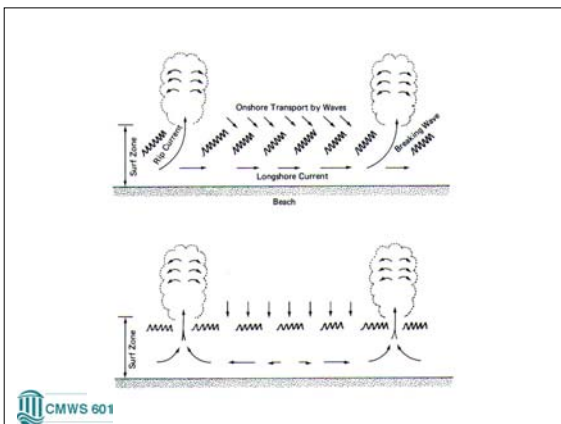 Onshore Transport by Waves
Surf Zone
Rip Current
Breaking Wave
Longshore Current
Beach
Surf Zone
CMWS 601